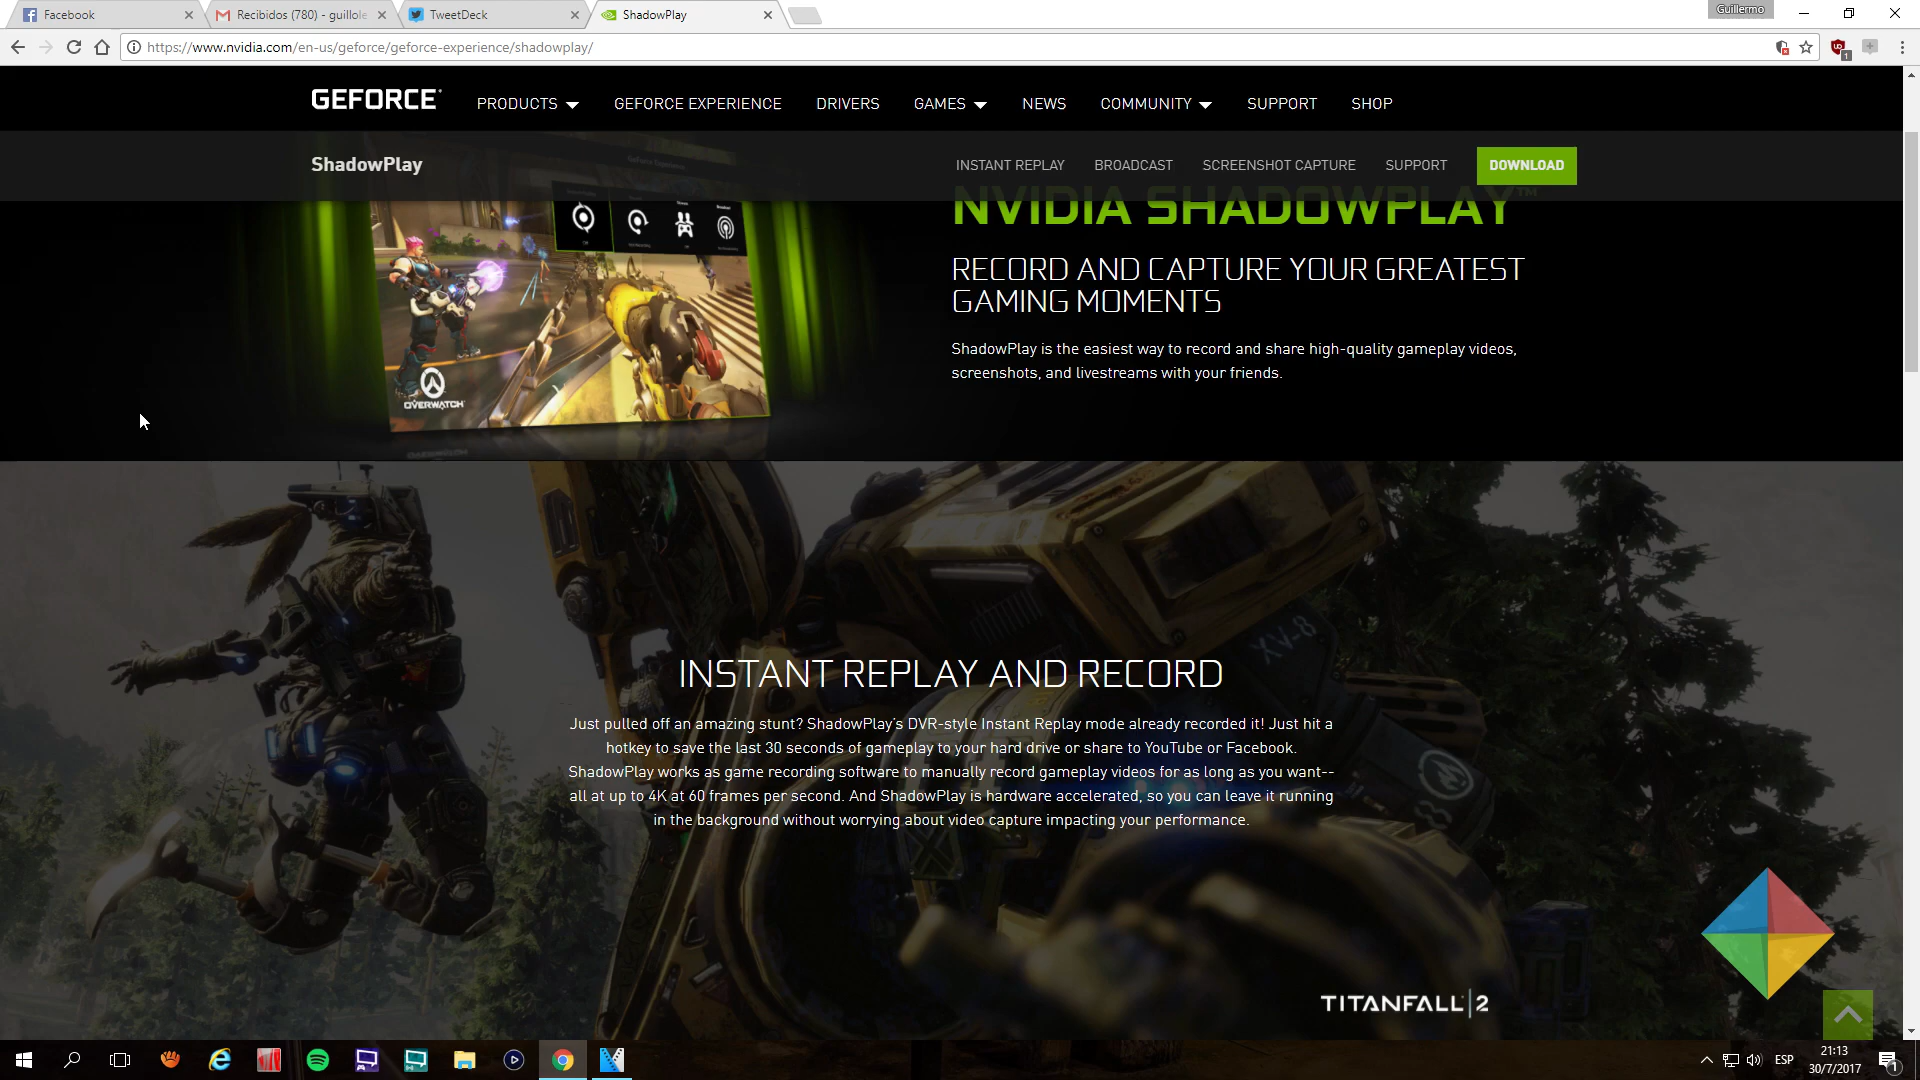 Facebook
Recibidos (780) - guillole
TweetDeck
ShadowPlay
Guillermo
https://www.nvidia.com/en-us/geforce/geforce-experience/shadowplay/
GEFORCE
PRODUCTS
GEFORCE EXPERIENCE
DRIVERS
GAMES
NEWS
COMMUNITY
SUPPORT
SHOP
ShadowPlay
INSTANT REPLAY
BROADCAST
SCREENSHOT CAPTURE
SUPPORT
DOWNLOAD
NVIDIA SHADOWPLAY™
RECORD AND CAPTURE YOUR GREATEST
GAMING MOMENTS
ShadowPlay is the easiest way to record and share high-quality gameplay videos,
screenshots, and livestreams with your friends.
OVERWATCH
INSTANT REPLAY AND RECORD
Just pulled off an amazing stunt? ShadowPlay’s DVR-style Instant Replay mode already recorded it! Just hit a
hotkey to save the last 30 seconds of gameplay to your hard drive or share to YouTube or Facebook.
ShadowPlay works as game recording software to manually record gameplay videos for as long as you want--
all at up to 4K at 60 frames per second. And ShadowPlay is hardware accelerated, so you can leave it running
in the background without worrying about video capture impacting your performance.
XV-8
TITANFALL 2
ESP
21:13
30/7/2017
1